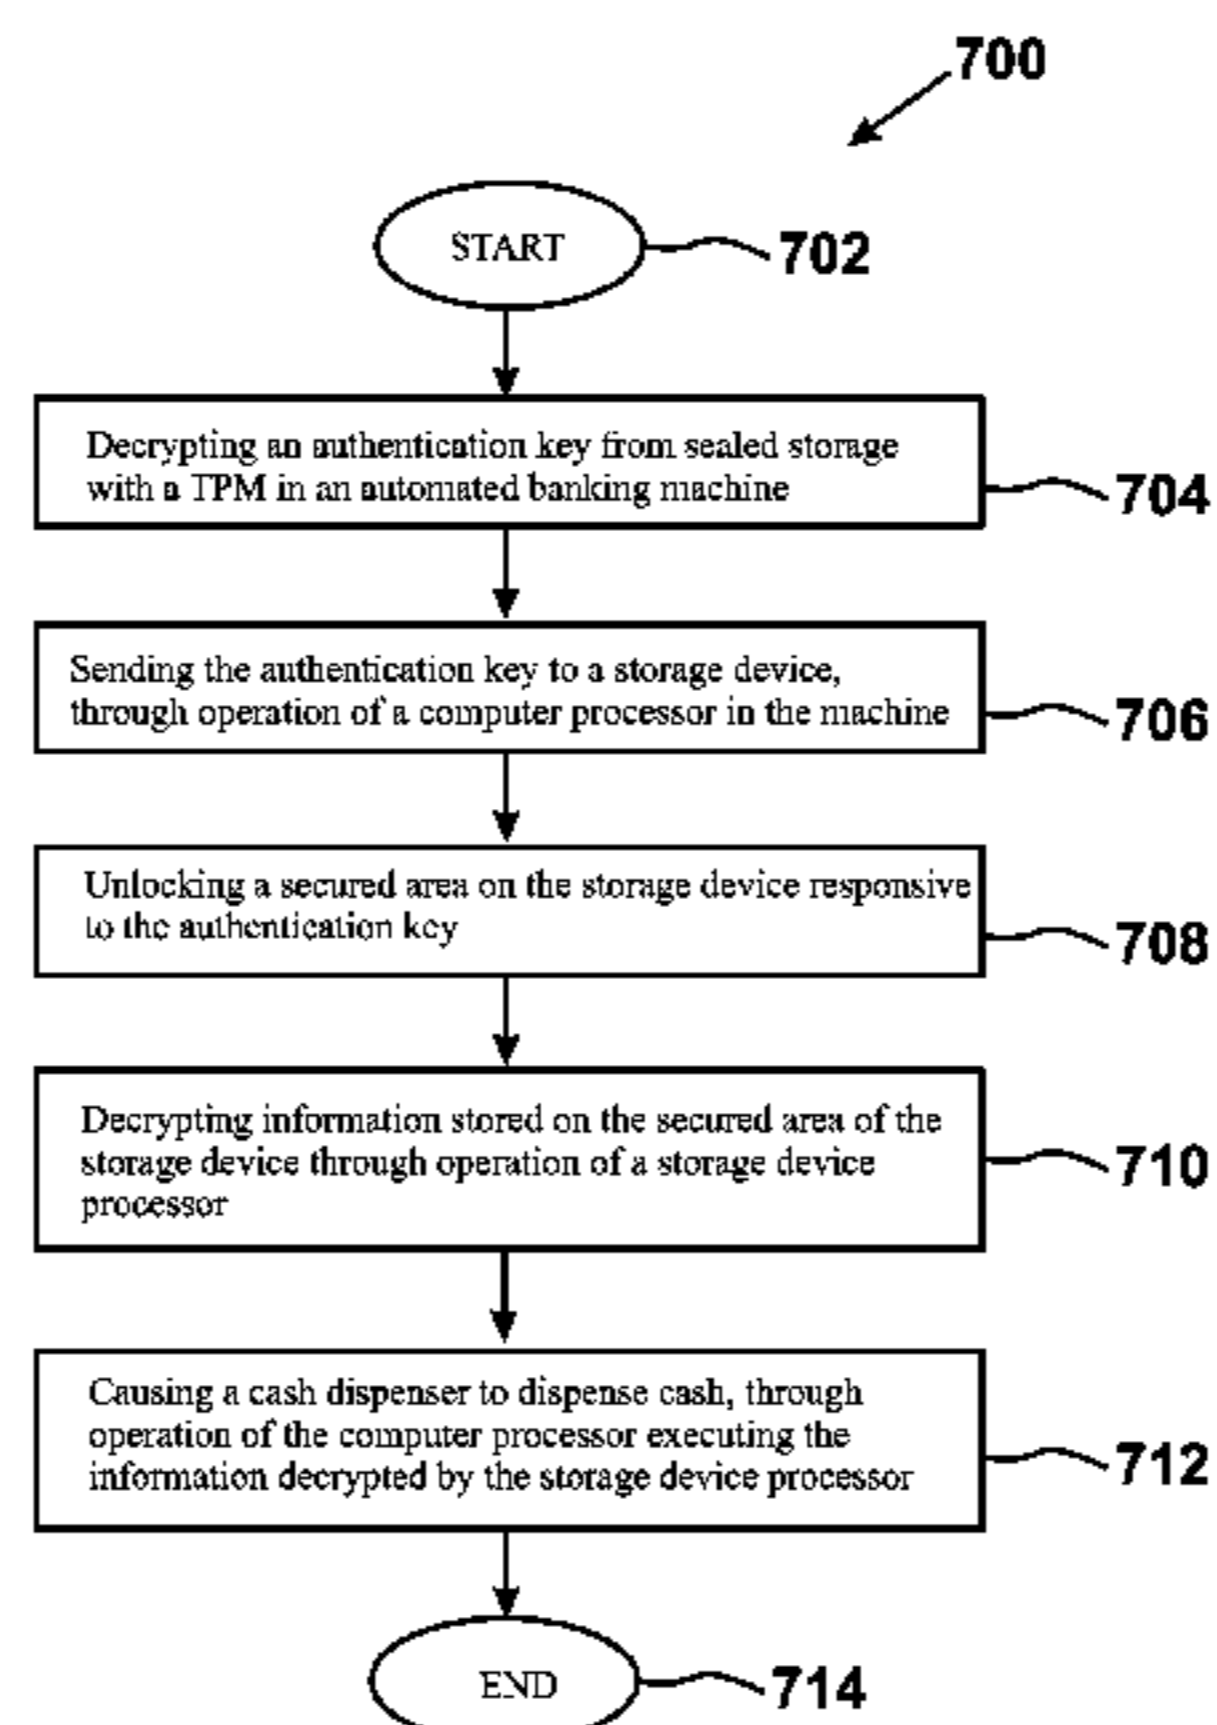 700
START
702
Decrypting an authentication key from sealed storage
with a TPM in an automated banking machine
704
Sending the authentication key to a storage device,
through operation of a computer processor in the machine
706
Unlocking a secured area on the storage device responsive
to the authentication key
708
Decrypting information stored on the secured area of the
storage device through operation of a storage device
processor
710
Causing a cash dispenser to dispense cash, through
operation of the computer processor executing the
information decrypted by the storage device processor
712
END
714